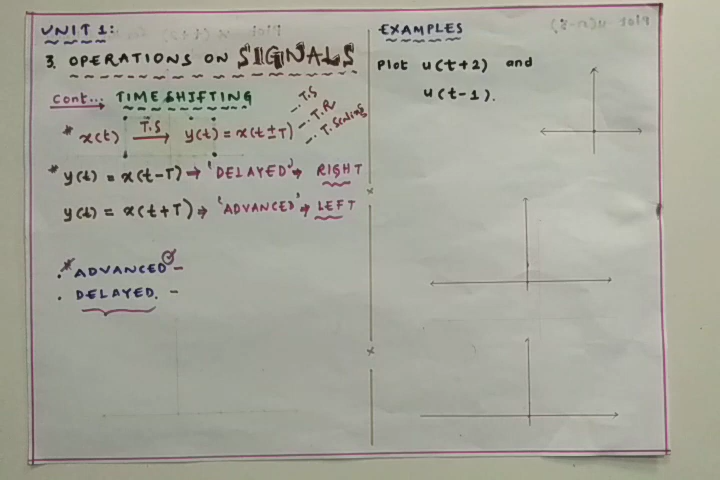 UNIT 1:
3. OPERATIONS ON SIGNALS
Cont... TIME SHIFTING
- T.S
- T.R
- T. Scaling
* x(t) T.S → y(t) = x(t±T)
* y(t) = x(t-T) → 'DELAYED' → RIGHT
y(t) = x(t+T) → 'ADVANCED' → LEFT
* ADVANCED -
. DELAYED. -
EXAMPLES
Plot u(t+2) and
u(t-1).